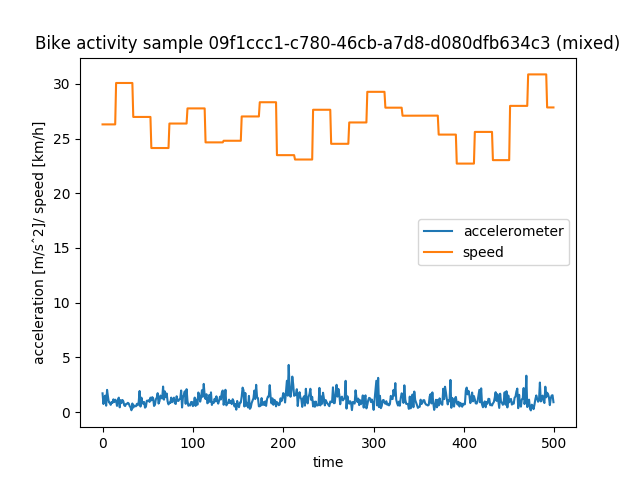 Bike activity sample 09f1ccc1-c780-46cb-a7d8-d080dfb634c3 (mixed)
acceleration [m/s^2]/ speed [km/h]
30
25
20
15
10
5
0
accelerometer
speed
0 100 200 300 400 500
time